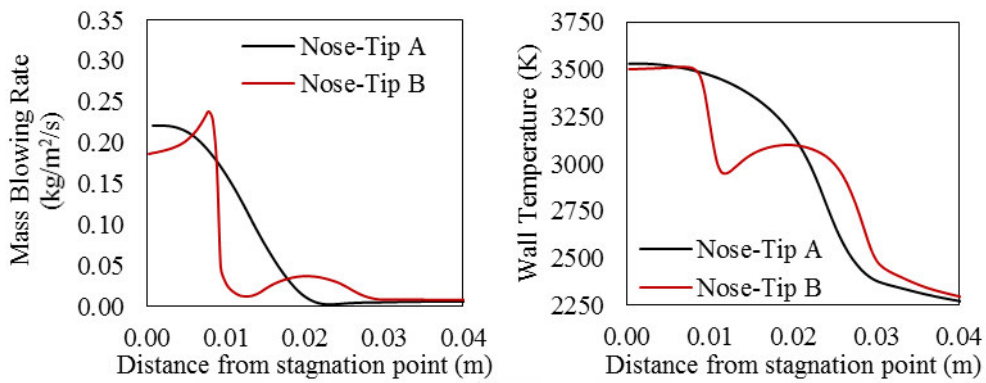 Mass Blowing Rate
(kg/m²/s)
0.35
0.30
0.25
0.20
0.15
0.10
0.05
0.00
Nose-Tip A
Nose-Tip B
0.00 0.01 0.02 0.03 0.04
Distance from stagnation point (m)
Wall Temperature (K)
3750
3500
3250
3000
2750
2500
2250
Nose-Tip A
Nose-Tip B
0.00 0.01 0.02 0.03 0.04
Distance from stagnation point (m)